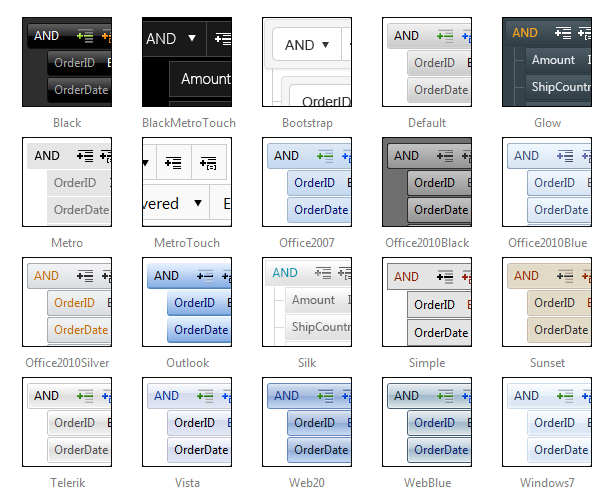 AND AND AND AND AND
OrderID Amount OrderID Amount
OrderDate OrderID OrderDate ShipCountr
Black BlackMetroTouch Bootstrap Default Glow
AND AND AND AND
OrderID OrderID OrderID OrderID
OrderDate vered OrderDate OrderDate OrderDate
Metro MetroTouch Office2007 Office2010Black Office2010Blue
AND AND AND AND AND
OrderID OrderID Amount OrderID OrderID
OrderDate OrderDate ShipCountr OrderDate OrderDate
Office2010Silver Outlook Silk Simple Sunset
AND AND AND AND AND
OrderID OrderID OrderID OrderID OrderID
OrderDate OrderDate OrderDate OrderDate OrderDate
Telerik Vista Web20 WebBlue Windows7